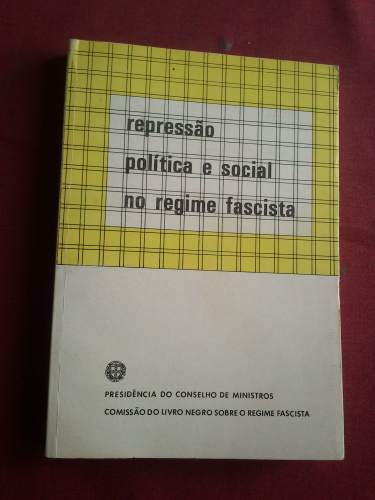 repressão
política e social
no regime fascista
PRESIDÊNCIA DO CONSELHO DE MINISTROS
COMISSÃO DO LIVRO NEGRO SOBRE O REGIME FASCISTA